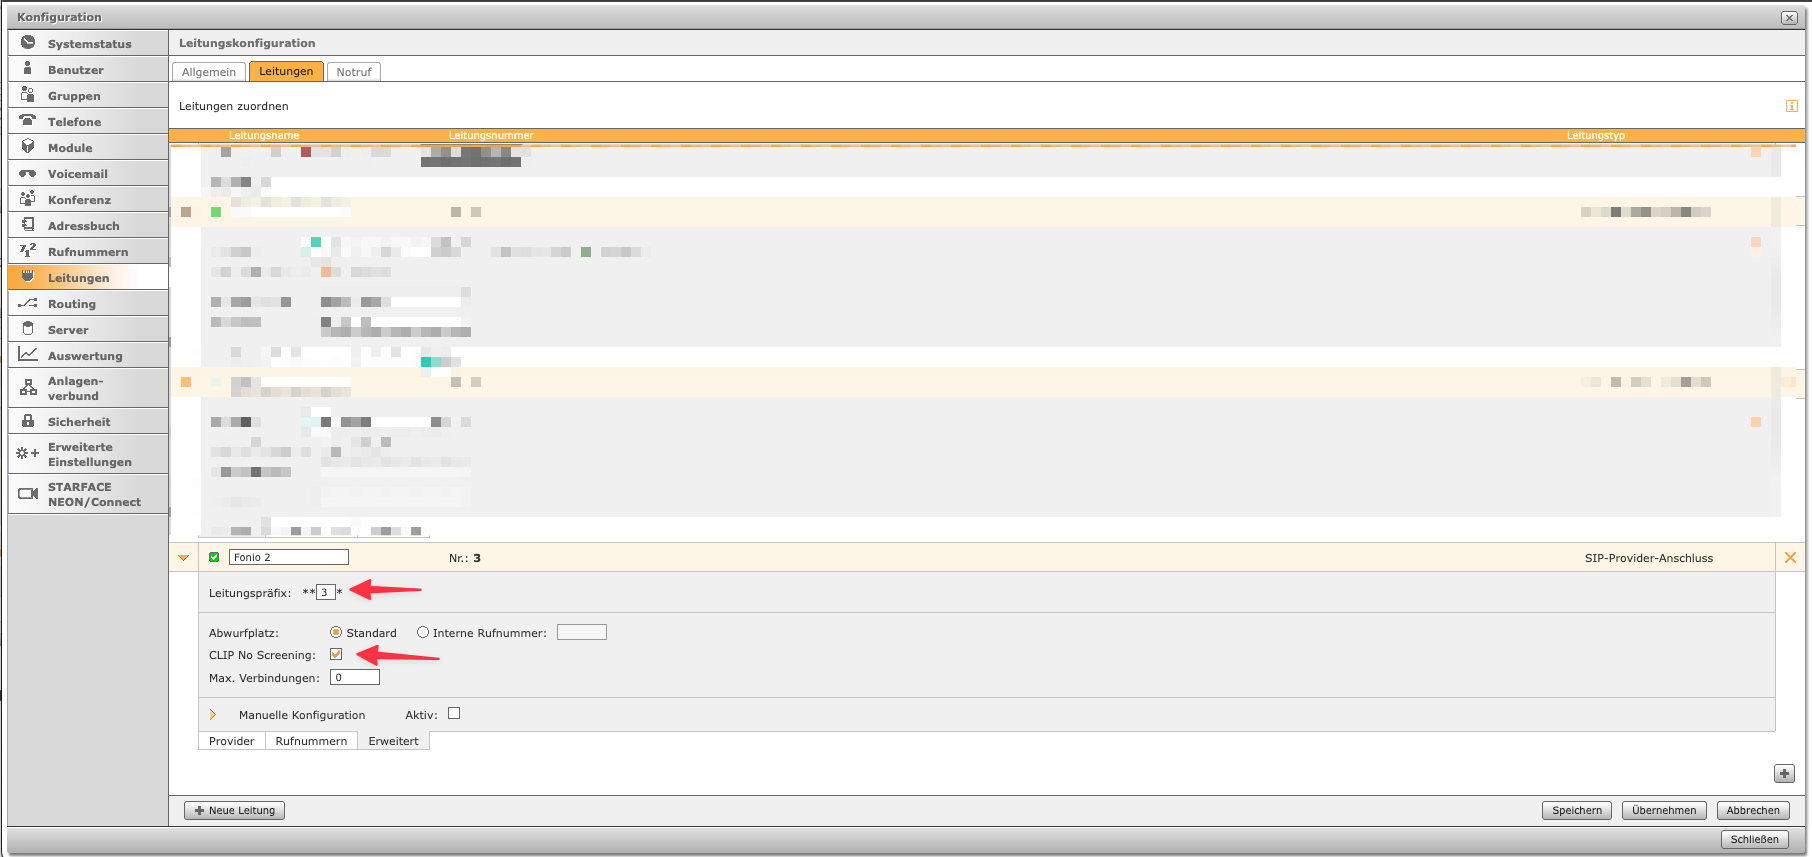 Konfiguration
Systemstatus
Benutzer
Gruppen
Telefone
Module
Voicemail
Konferenz
Adressbuch
Rufnummern
Leitungen
Routing
Server
Auswertung
Anlagen-
verbund
Sicherheit
Erweiterte
Einstellungen
STARFACE
NEON/Connect
Leitungskonfiguration
Allgemein Leitungen Notruf
Leitungen zuordnen
Leitungsname Leitungsnummer Leitungstyp
Fonio 2 Nr.: 3 SIP-Provider-Anschluss
Leitungspräfix: **3*
Abwurfplatz: Standard Interne Rufnummer:
CLIP No Screening:
Max. Verbindungen: 0
Manuelle Konfiguration Aktiv:
Provider Rufnummern Erweitert
+ Neue Leitung Speichern Übernehmen Abbrechen
Schließen